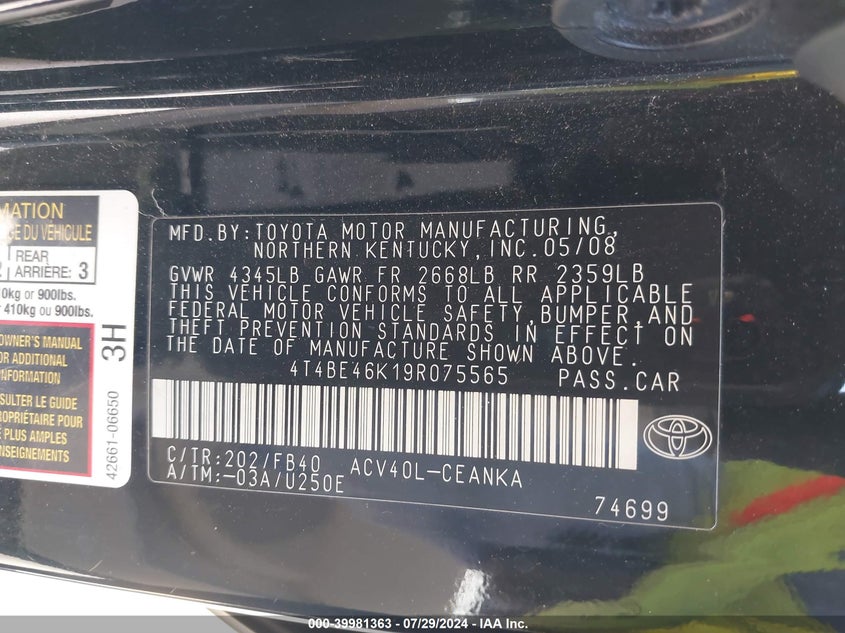 MATION
GE DU VÉHICULE
2 REAR ARRIÈRE: 3
0kg or 900lbs.
r 410kg ou 900lbs.
OWNER'S MANUAL
OR ADDITIONAL
INFORMATION
SULTER LE GUIDE
PROPRIÉTAIRE POUR
E PLUS AMPLES
ENSEIGNEMENTS
42661-06650
3H
MFD.BY:TOYOTA MOTOR MANUFACTURING,
NORTHERN KENTUCKY, INC. 05/08
GVWR 4345LB GAWR FR 2668LB RR 2359LB
THIS VEHICLE CONFORMS TO ALL APPLICABLE
FEDERAL MOTOR VEHICLE SAFETY,BUMPER,AND
THEFT PREVENTION STANDARDS IN EFFECT ON
THE DATE OF MANUFACTURE SHOWN ABOVE.
4T4BE46K19R075565 PASS.CAR
C/TR:202/FB40 ACV40L-CEANKA
A/TM:-03A/U250E
74699
000-39981363 - 07/29/2024 - IAA Inc.